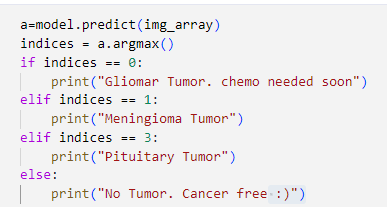 a=model.predict(img_array)
indices = a.argmax()
if indices == 0:
    print("Gliomar Tumor. chemo needed soon")
elif indices == 1:
    print("Meningioma Tumor")
elif indices == 3:
    print("Pituitary Tumor")
else:
    print("No Tumor. Cancer free :)")